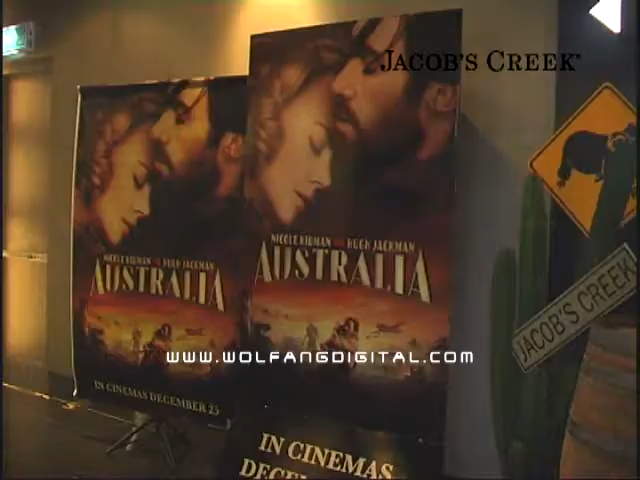 JACOB'S CREEK
NICOLE KIDMAN HUGH JACKMAN
AUSTRALIA
IN CINEMAS DECEMBER 25
NICOLE KIDMAN HUGH JACKMAN
AUSTRALIA
IN CINEMAS
JACOB'S CREEK
WWW.WOLFANGDIGITAL.COM